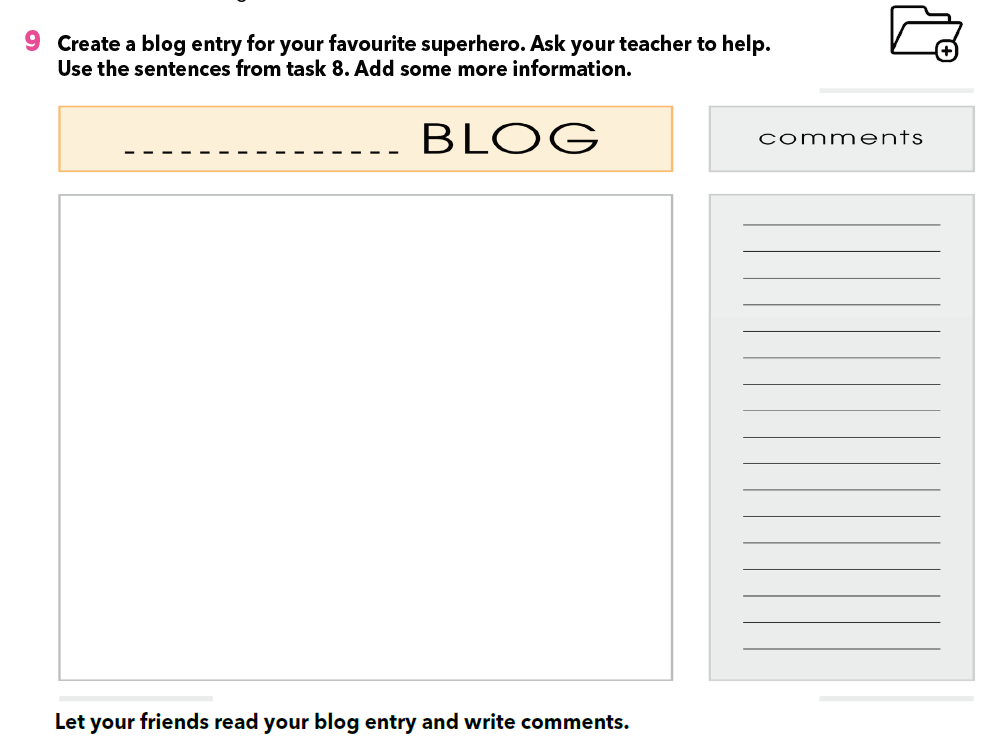 9 Create a blog entry for your favourite superhero. Ask your teacher to help.
Use the sentences from task 8. Add some more information.
_ _ _ _ _ _ _ _ _ _ _ _ _ _ _ BLOG
comments
Let your friends read your blog entry and write comments.